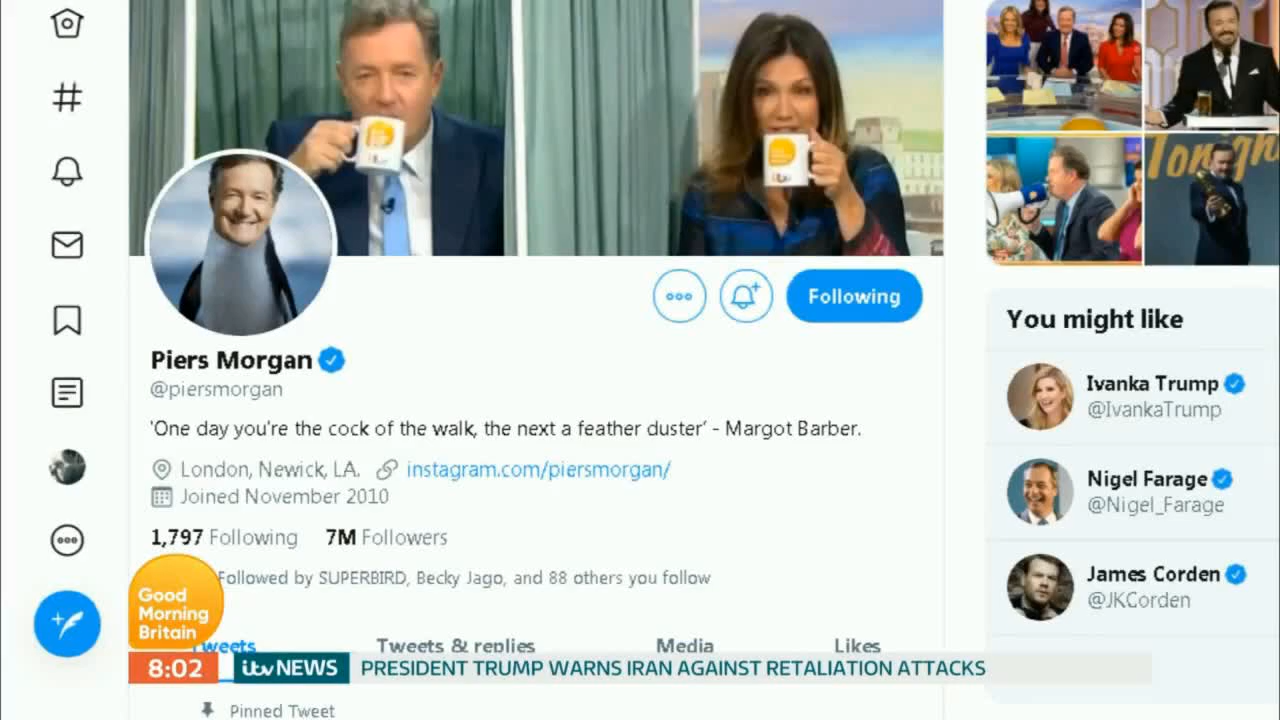 Tonigh
Following
Piers Morgan
@piersmorgan
'One day you're the cock of the walk, the next a feather duster' - Margot Barber.
London, Newick, LA.
instagram.com/piersmorgan/
Joined November 2010
1,797 Following
7M Followers
Followed by SUPERBIRD, Becky Jago, and 88 others you follow
Tweets
Tweets & replies
Media
Likes
Pinned Tweet
You might like
Ivanka Trump
@IvankaTrump
Nigel Farage
@Nigel_Farage
James Corden
@JKCorden
Good
Morning
Britain
8:02
itv NEWS
PRESIDENT TRUMP WARNS IRAN AGAINST RETALIATION ATTACKS